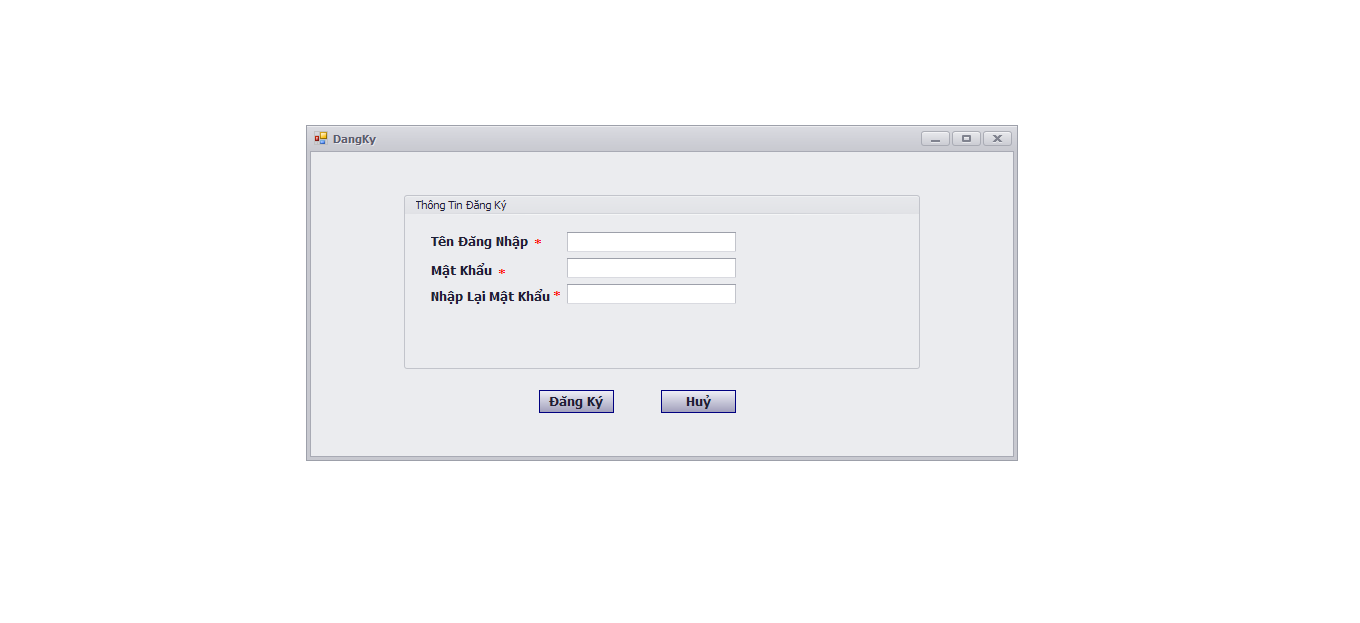 DangKy
Thông Tin Đăng Ký
Tên Đăng Nhập *
Mật Khẩu *
Nhập Lại Mật Khẩu *
Đăng Ký Huỷ